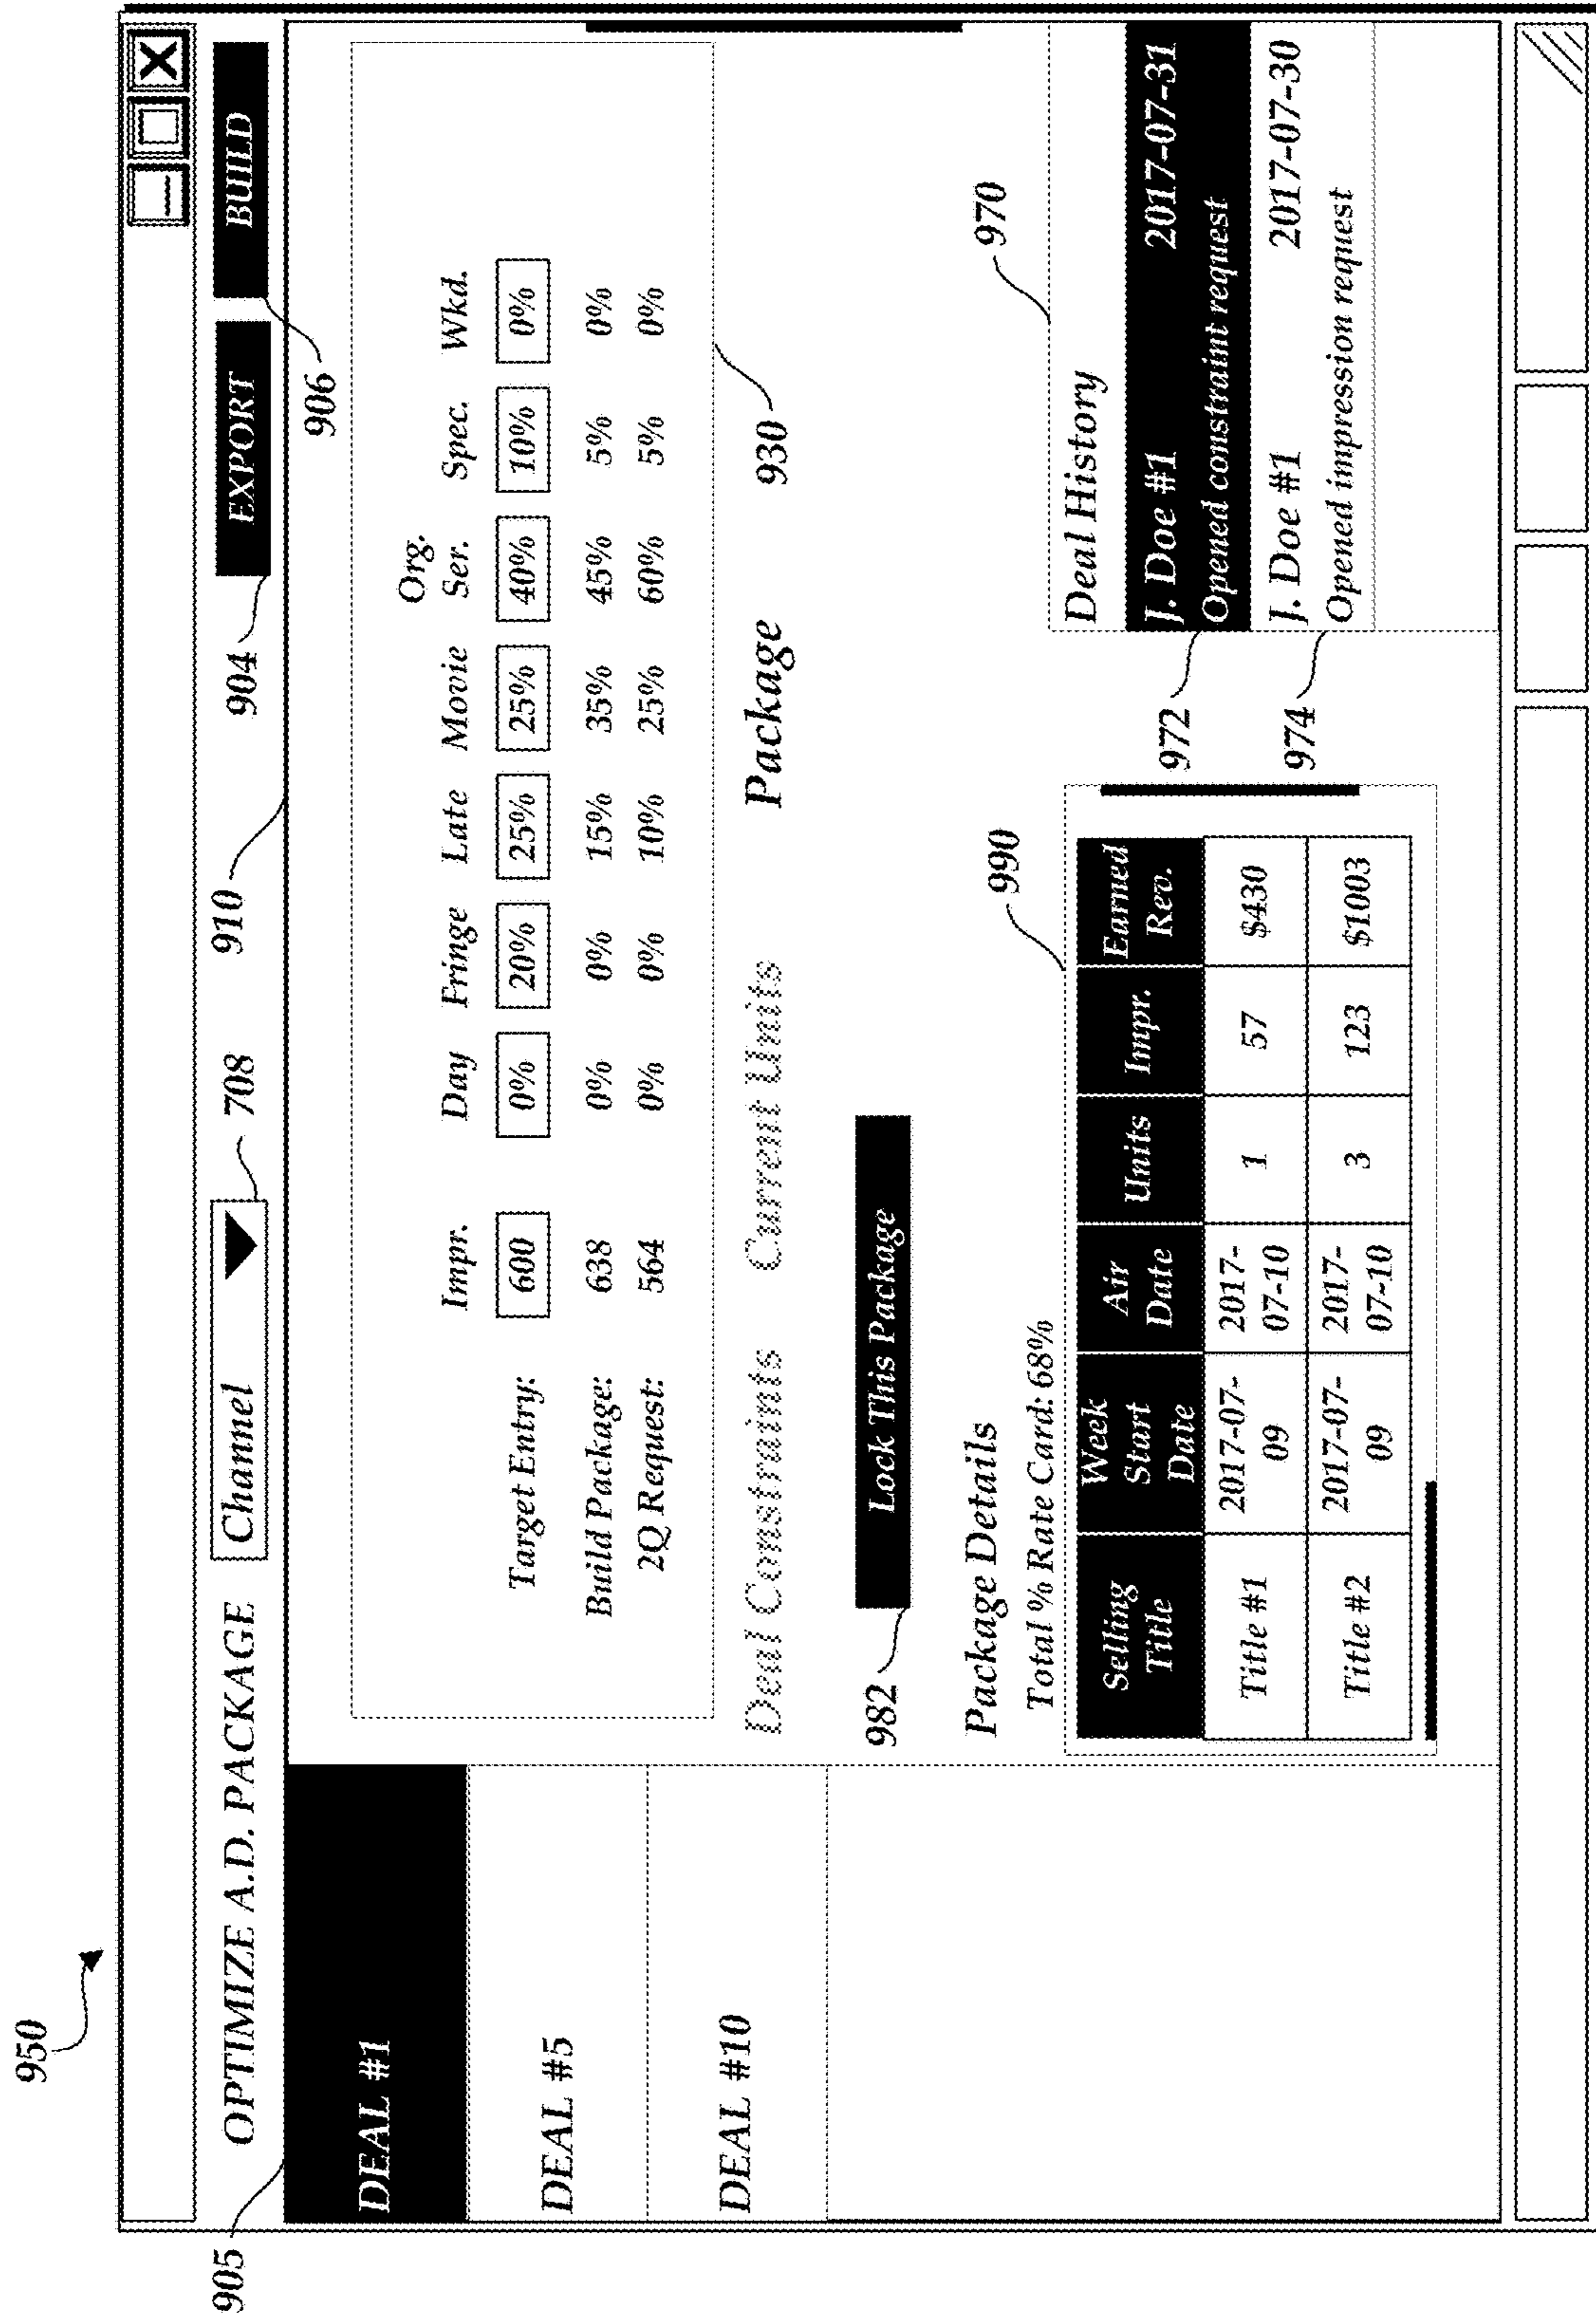 950
OPTIMIZE A.D. PACKAGE
Channel
708
910
904
EXPORT
BUILD
906
905
DEAL #1
DEAL #5
DEAL #10
Impr. Day Fringe Late Movie Org. Ser. Spec. Wkd.
Target Entry: 600 0% 20% 25% 25% 40% 10% 0%
Build Package: 638 0% 0% 15% 35% 45% 5% 0%
2Q Request: 564 0% 0% 10% 25% 60% 5% 0%
930
Deal Constraints Current Units Package
982
Lock This Package
Package Details
Total % Rate Card: 68%
990
Selling Title Week Start Date Air Date Units Impr. Earned Rev.
Title #1 2017-07-09 2017-07-10 1 57 $430
Title #2 2017-07-09 2017-07-10 3 123 $1003
970
Deal History
972
J. Doe #1 2017-07-31
Opened constraint request
974
J. Doe #1 2017-07-30
Opened impression request